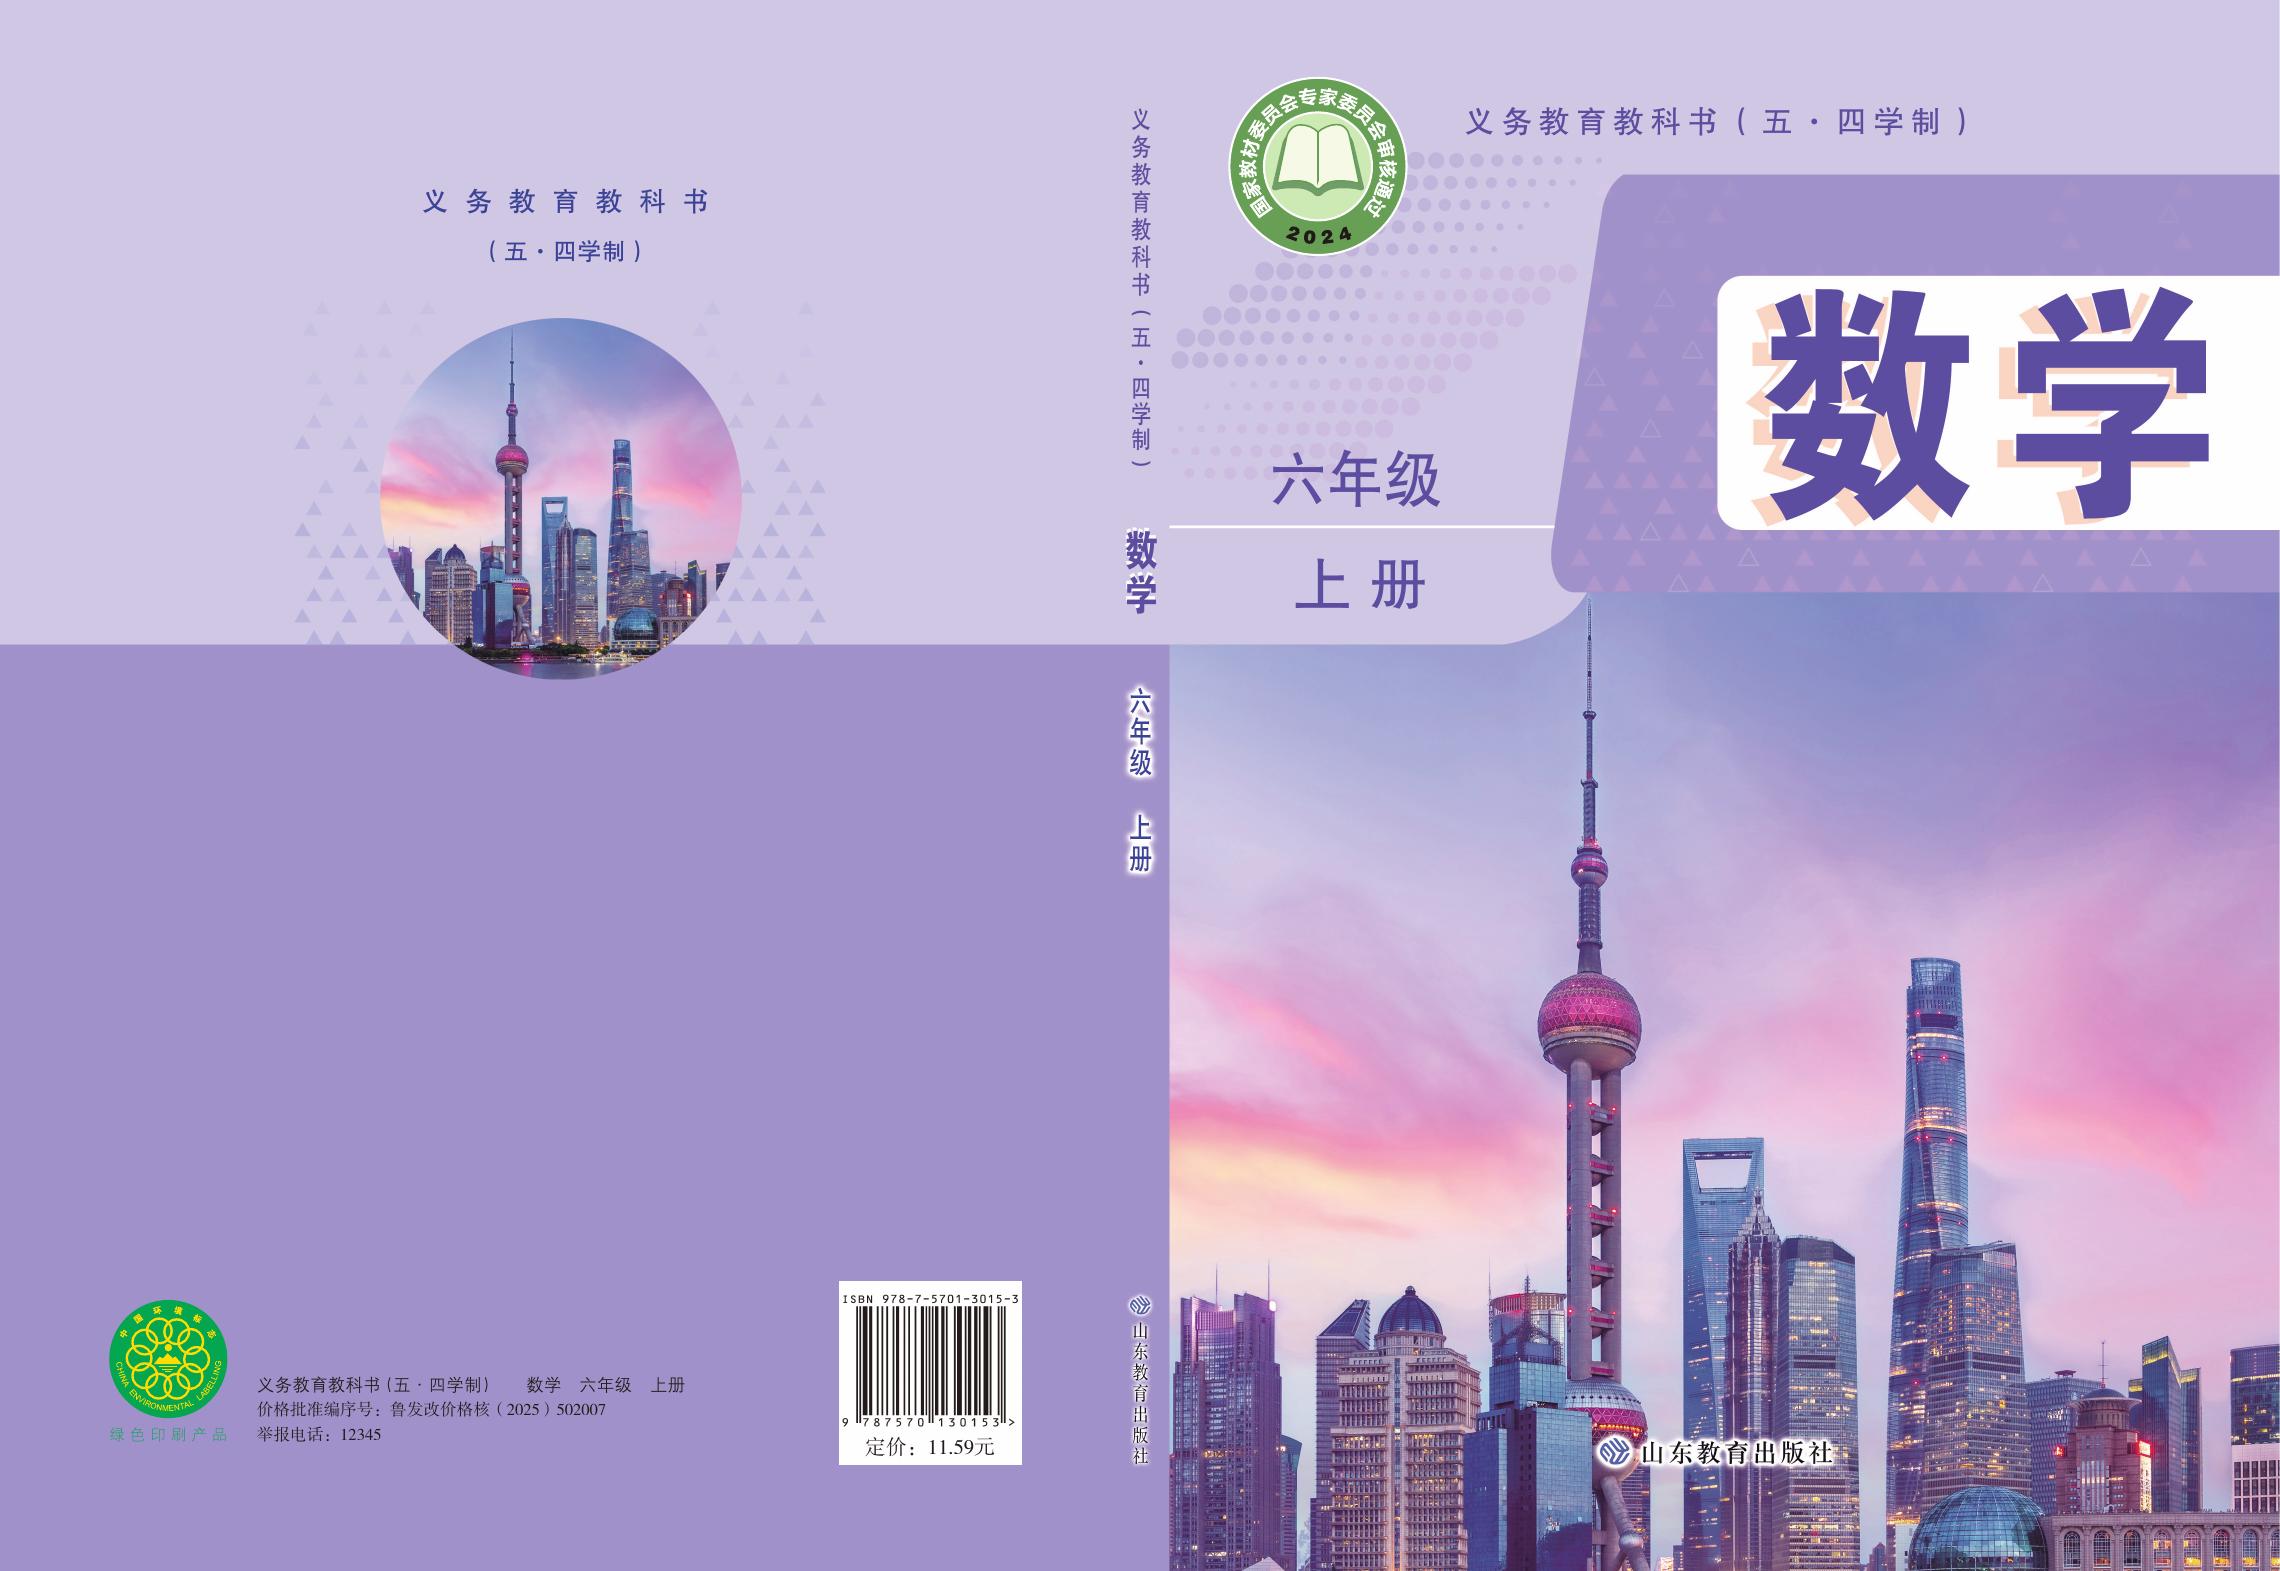 义务教育教科书
（五·四学制）
中国环境标志
CHINA ENVIRONMENTAL LABELLING
绿色印刷产品
义务教育教科书（五·四学制）　数学　六年级　上册
价格批准编序号：鲁发改价格核（2025）502007
举报电话：12345
ISBN 978-7-5701-3015-3
9 787570 130153 >
定价：11.59元
义务教育教科书（五·四学制）
数学
六年级
上册
山东教育出版社
国家教材委员会专家委员会审核通过
2024
义务教育教科书（五·四学制）
数学
六年级
上册
山东教育出版社